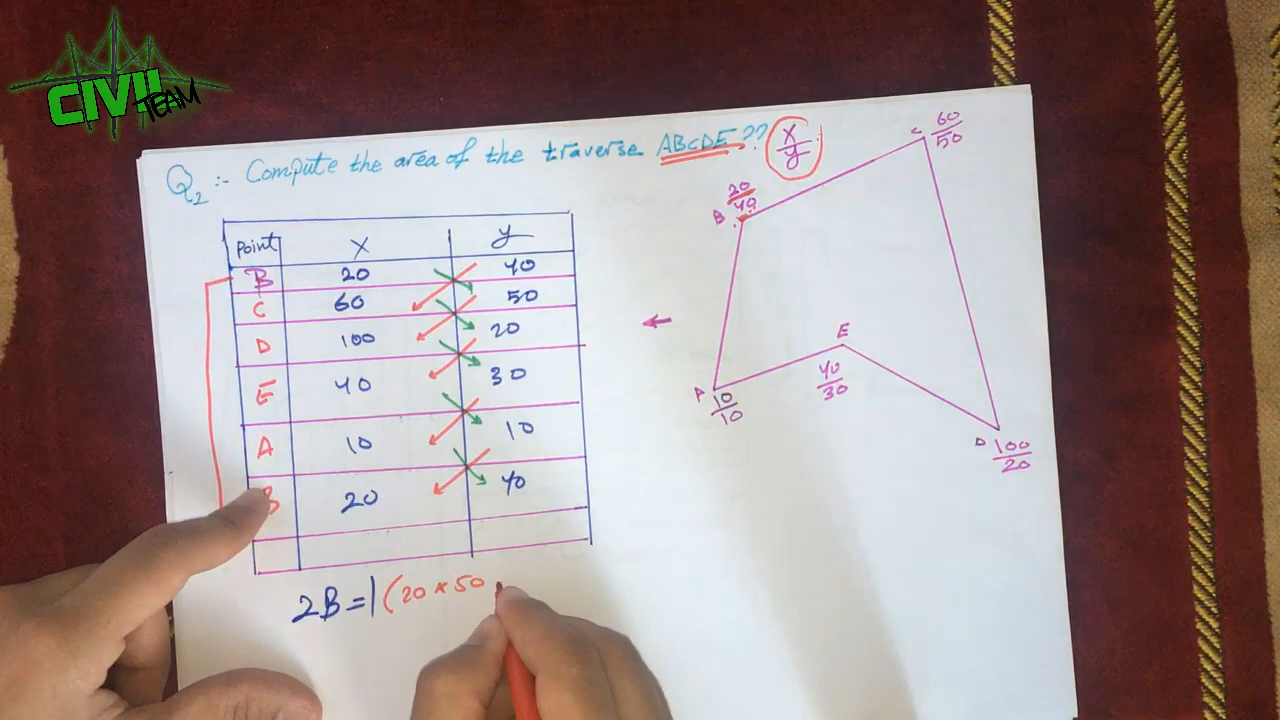 CIVIL
TEAM
Q2 :- Compute the area of the traverse ABCDE ??
x
y
Point X y
B 20 40
C 60 50
D 100 20
E 40 30
A 10 10
B 20 40
2B = | (20 × 50
B 20
40
C 60
50
E
40
30
A 10
10
D 100
20